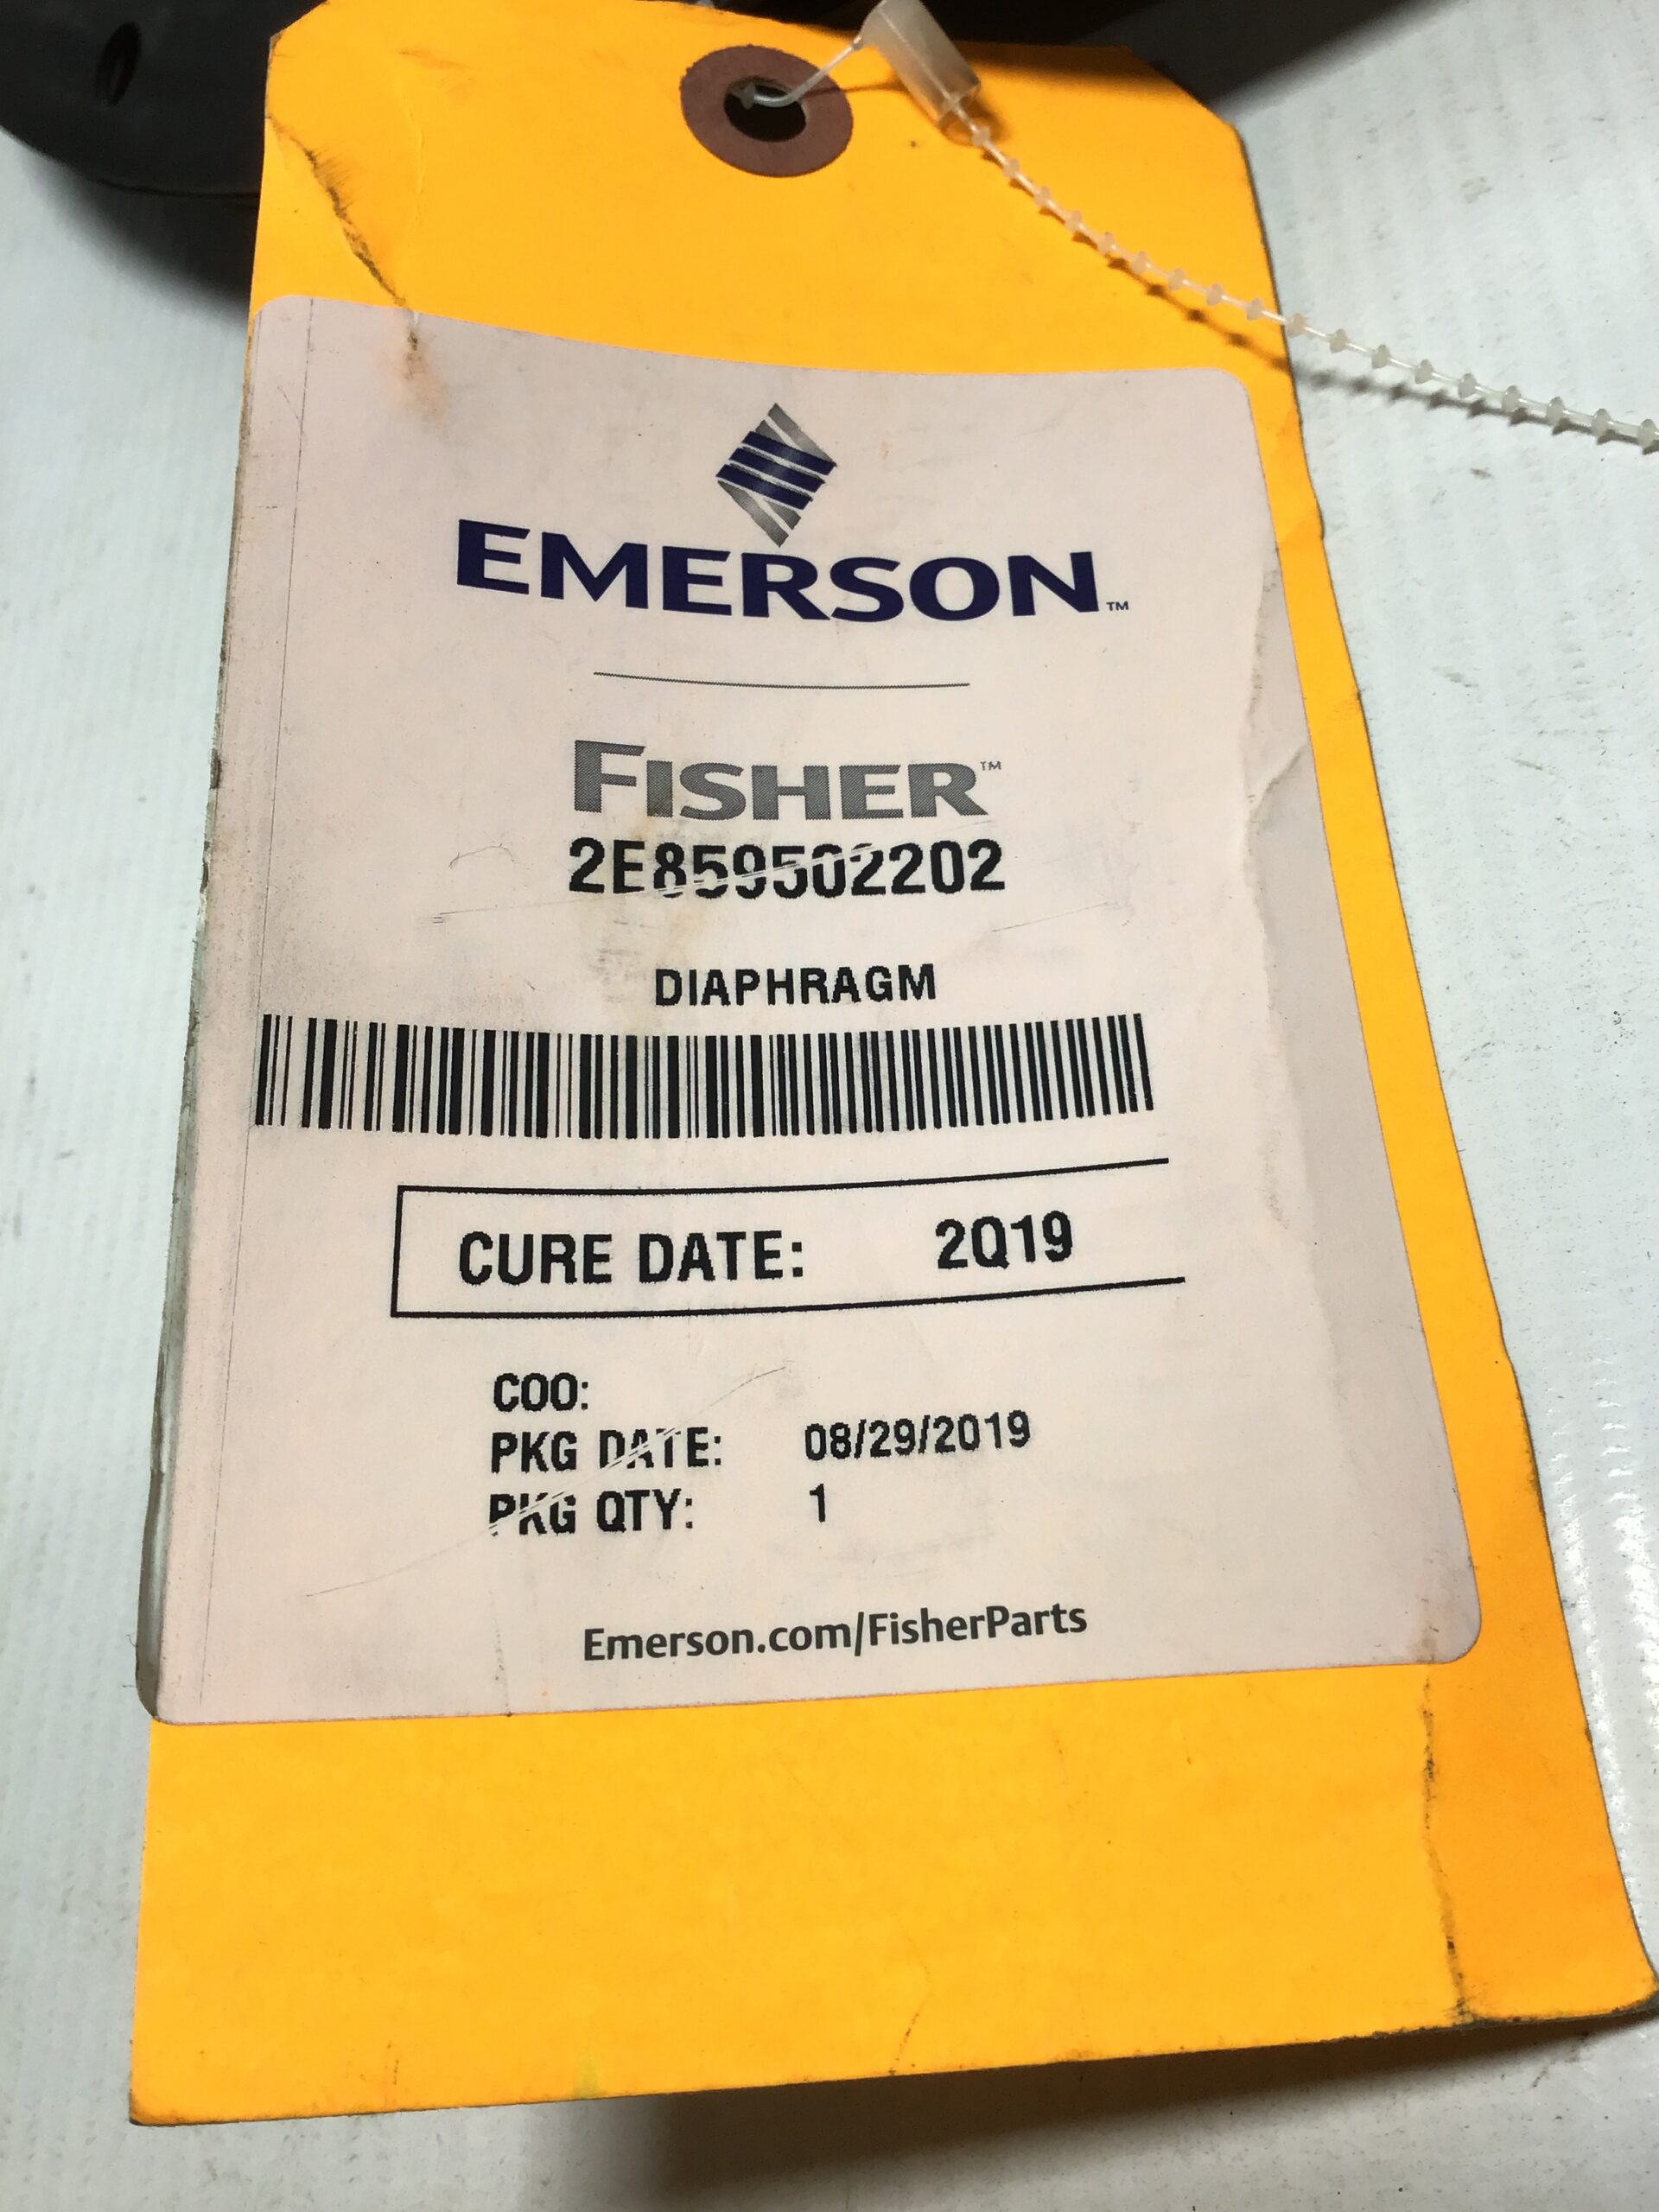 EMERSON™
FISHER™
2E859502202
DIAPHRAGM
CURE DATE: 2Q19
COO:
PKG DATE: 08/29/2019
PKG QTY: 1
Emerson.com/FisherParts